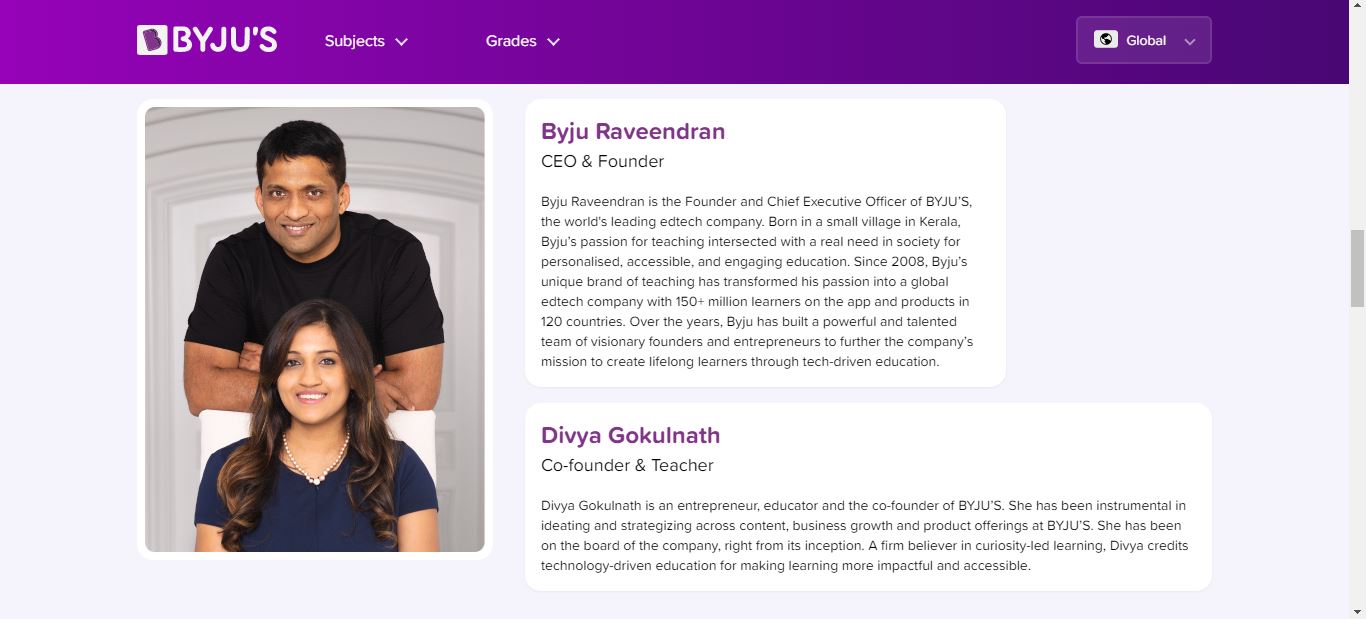 BYJU'S
Subjects
Grades
Global
Byju Raveendran
CEO & Founder
Byju Raveendran is the Founder and Chief Executive Officer of BYJU'S,
the world's leading edtech company. Born in a small village in Kerala,
Byju's passion for teaching intersected with a real need in society for
personalised, accessible, and engaging education. Since 2008, Byju's
unique brand of teaching has transformed his passion into a global
edtech company with 150+ million learners on the app and products in
120 countries. Over the years, Byju has built a powerful and talented
team of visionary founders and entrepreneurs to further the company's
mission to create lifelong learners through tech-driven education.
Divya Gokulnath
Co-founder & Teacher
Divya Gokulnath is an entrepreneur, educator and the co-founder of BYJU'S. She has been instrumental in
ideating and strategizing across content, business growth and product offerings at BYJU'S. She has been
on the board of the company, right from its inception. A firm believer in curiosity-led learning, Divya credits
technology-driven education for making learning more impactful and accessible.